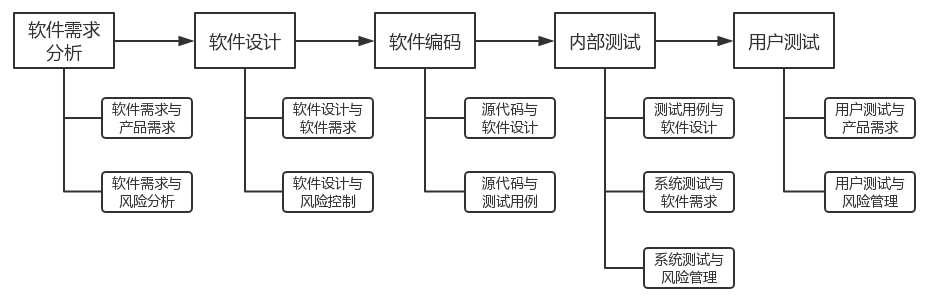 软件需求
分析
软件设计
软件编码
内部测试
用户测试
软件需求与
产品需求
软件设计与
软件需求
源代码与
软件设计
测试用例与
软件设计
用户测试与
产品需求
软件需求与
风险分析
软件设计与
风险控制
源代码与
测试用例
系统测试与
软件需求
用户测试与
风险管理
系统测试与
风险管理